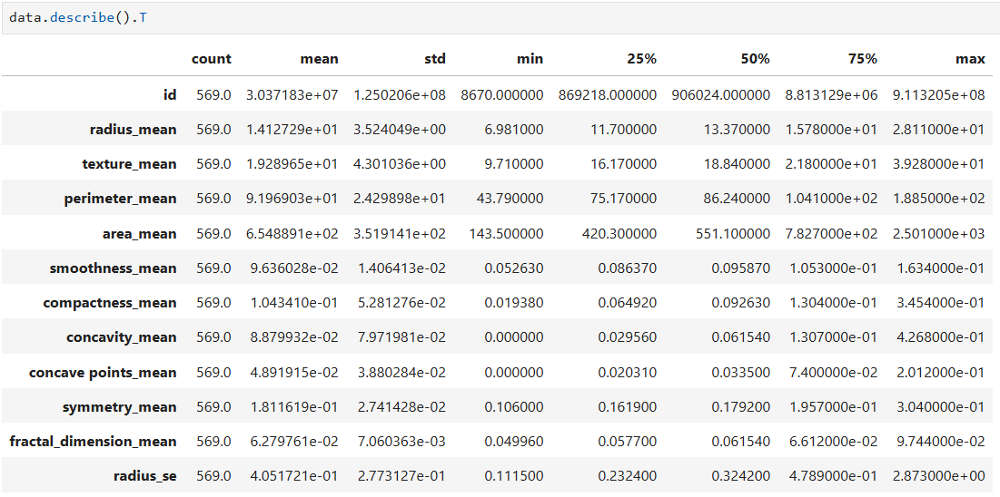 data.describe().T
count mean std min 25% 50% 75% max
id 569.0 3.037183e+07 1.250206e+08 8670.000000 869218.000000 906024.000000 8.813129e+06 9.113205e+08
radius_mean 569.0 1.412729e+01 3.524049e+00 6.981000 11.700000 13.370000 1.578000e+01 2.811000e+01
texture_mean 569.0 1.928965e+01 4.301036e+00 9.710000 16.170000 18.840000 2.180000e+01 3.928000e+01
perimeter_mean 569.0 9.196903e+01 2.429898e+01 43.790000 75.170000 86.240000 1.041000e+02 1.885000e+02
area_mean 569.0 6.548891e+02 3.519141e+02 143.500000 420.300000 551.100000 7.827000e+02 2.501000e+03
smoothness_mean 569.0 9.636028e-02 1.406413e-02 0.052630 0.086370 0.095870 1.053000e-01 1.634000e-01
compactness_mean 569.0 1.043410e-01 5.281276e-02 0.019380 0.064920 0.092630 1.304000e-01 3.454000e-01
concavity_mean 569.0 8.879932e-02 7.971981e-02 0.000000 0.029560 0.061540 1.307000e-01 4.268000e-01
concave points_mean 569.0 4.891915e-02 3.880284e-02 0.000000 0.020310 0.033500 7.400000e-02 2.012000e-01
symmetry_mean 569.0 1.811619e-01 2.741428e-02 0.106000 0.161900 0.179200 1.957000e-01 3.040000e-01
fractal_dimension_mean 569.0 6.279761e-02 7.060363e-03 0.049960 0.057700 0.061540 6.612000e-02 9.744000e-02
radius_se 569.0 4.051721e-01 2.773127e-01 0.111500 0.232400 0.324200 4.789000e-01 2.873000e+00